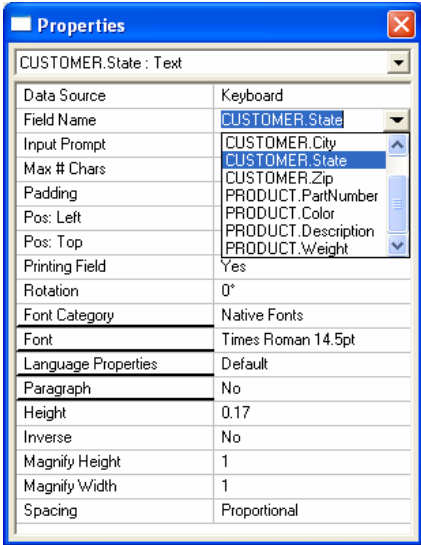 Properties
CUSTOMER.State : Text
Data Source Keyboard
Field Name CUSTOMER.State
Input Prompt CUSTOMER.City
CUSTOMER.State
Max # Chars CUSTOMER.Zip
Padding PRODUCT.PartNumber
Pos: Left PRODUCT.Color
PRODUCT.Description
Pos: Top PRODUCT.Weight
Printing Field Yes
Rotation 0°
Font Category Native Fonts
Font Times Roman 14.5pt
Language Properties Default
Paragraph No
Height 0.17
Inverse No
Magnify Height 1
Magnify Width 1
Spacing Proportional